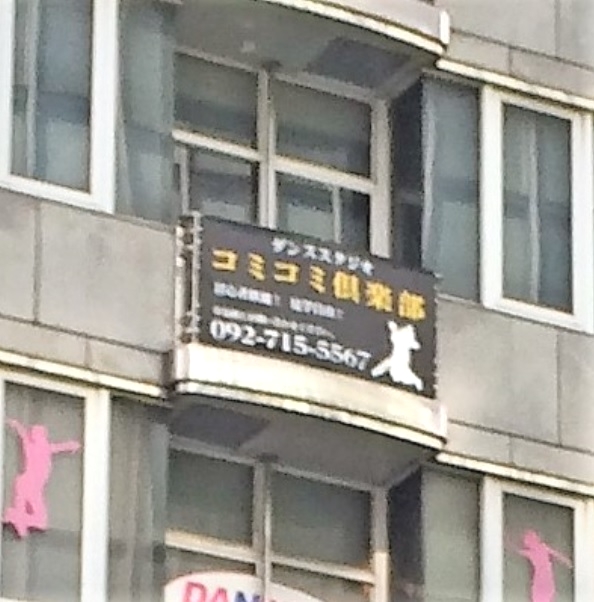 ダンススタジオ
コミコミ倶楽部
初心者歓迎! 見学自由!
092-715-5567
DAN